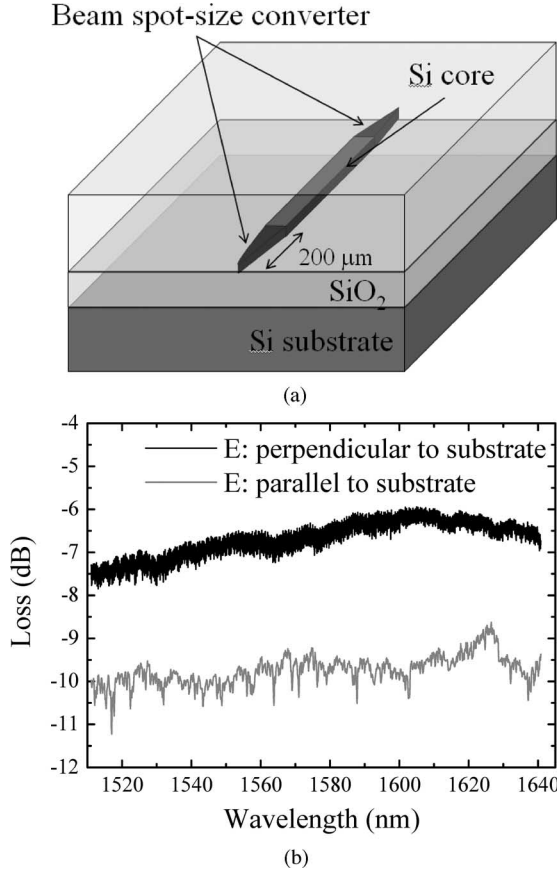 Beam spot-size converter
Si core
200 μm
SiO₂
Si substrate
(a)
-4
E: perpendicular to substrate
-5
E: parallel to substrate
-6
-7
-8
-9
-10
-11
-12
Loss (dB)
1520 1540 1560 1580 1600 1620 1640
Wavelength (nm)
(b)